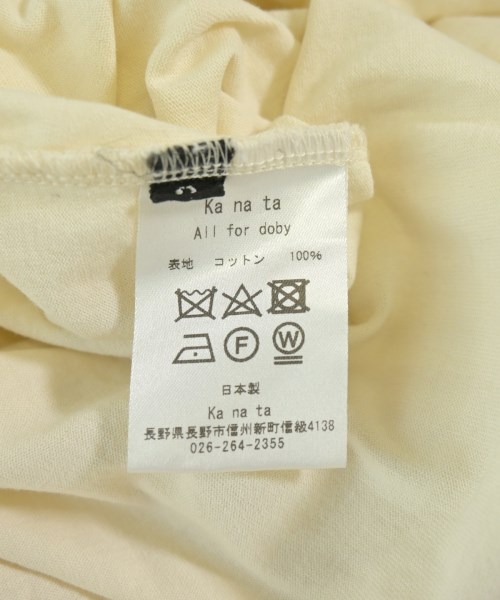 Ka na ta
All for doby
表地 コットン 100%
F W
日本製
Ka na ta
長野県長野市信州新町信級4138
026-264-2355